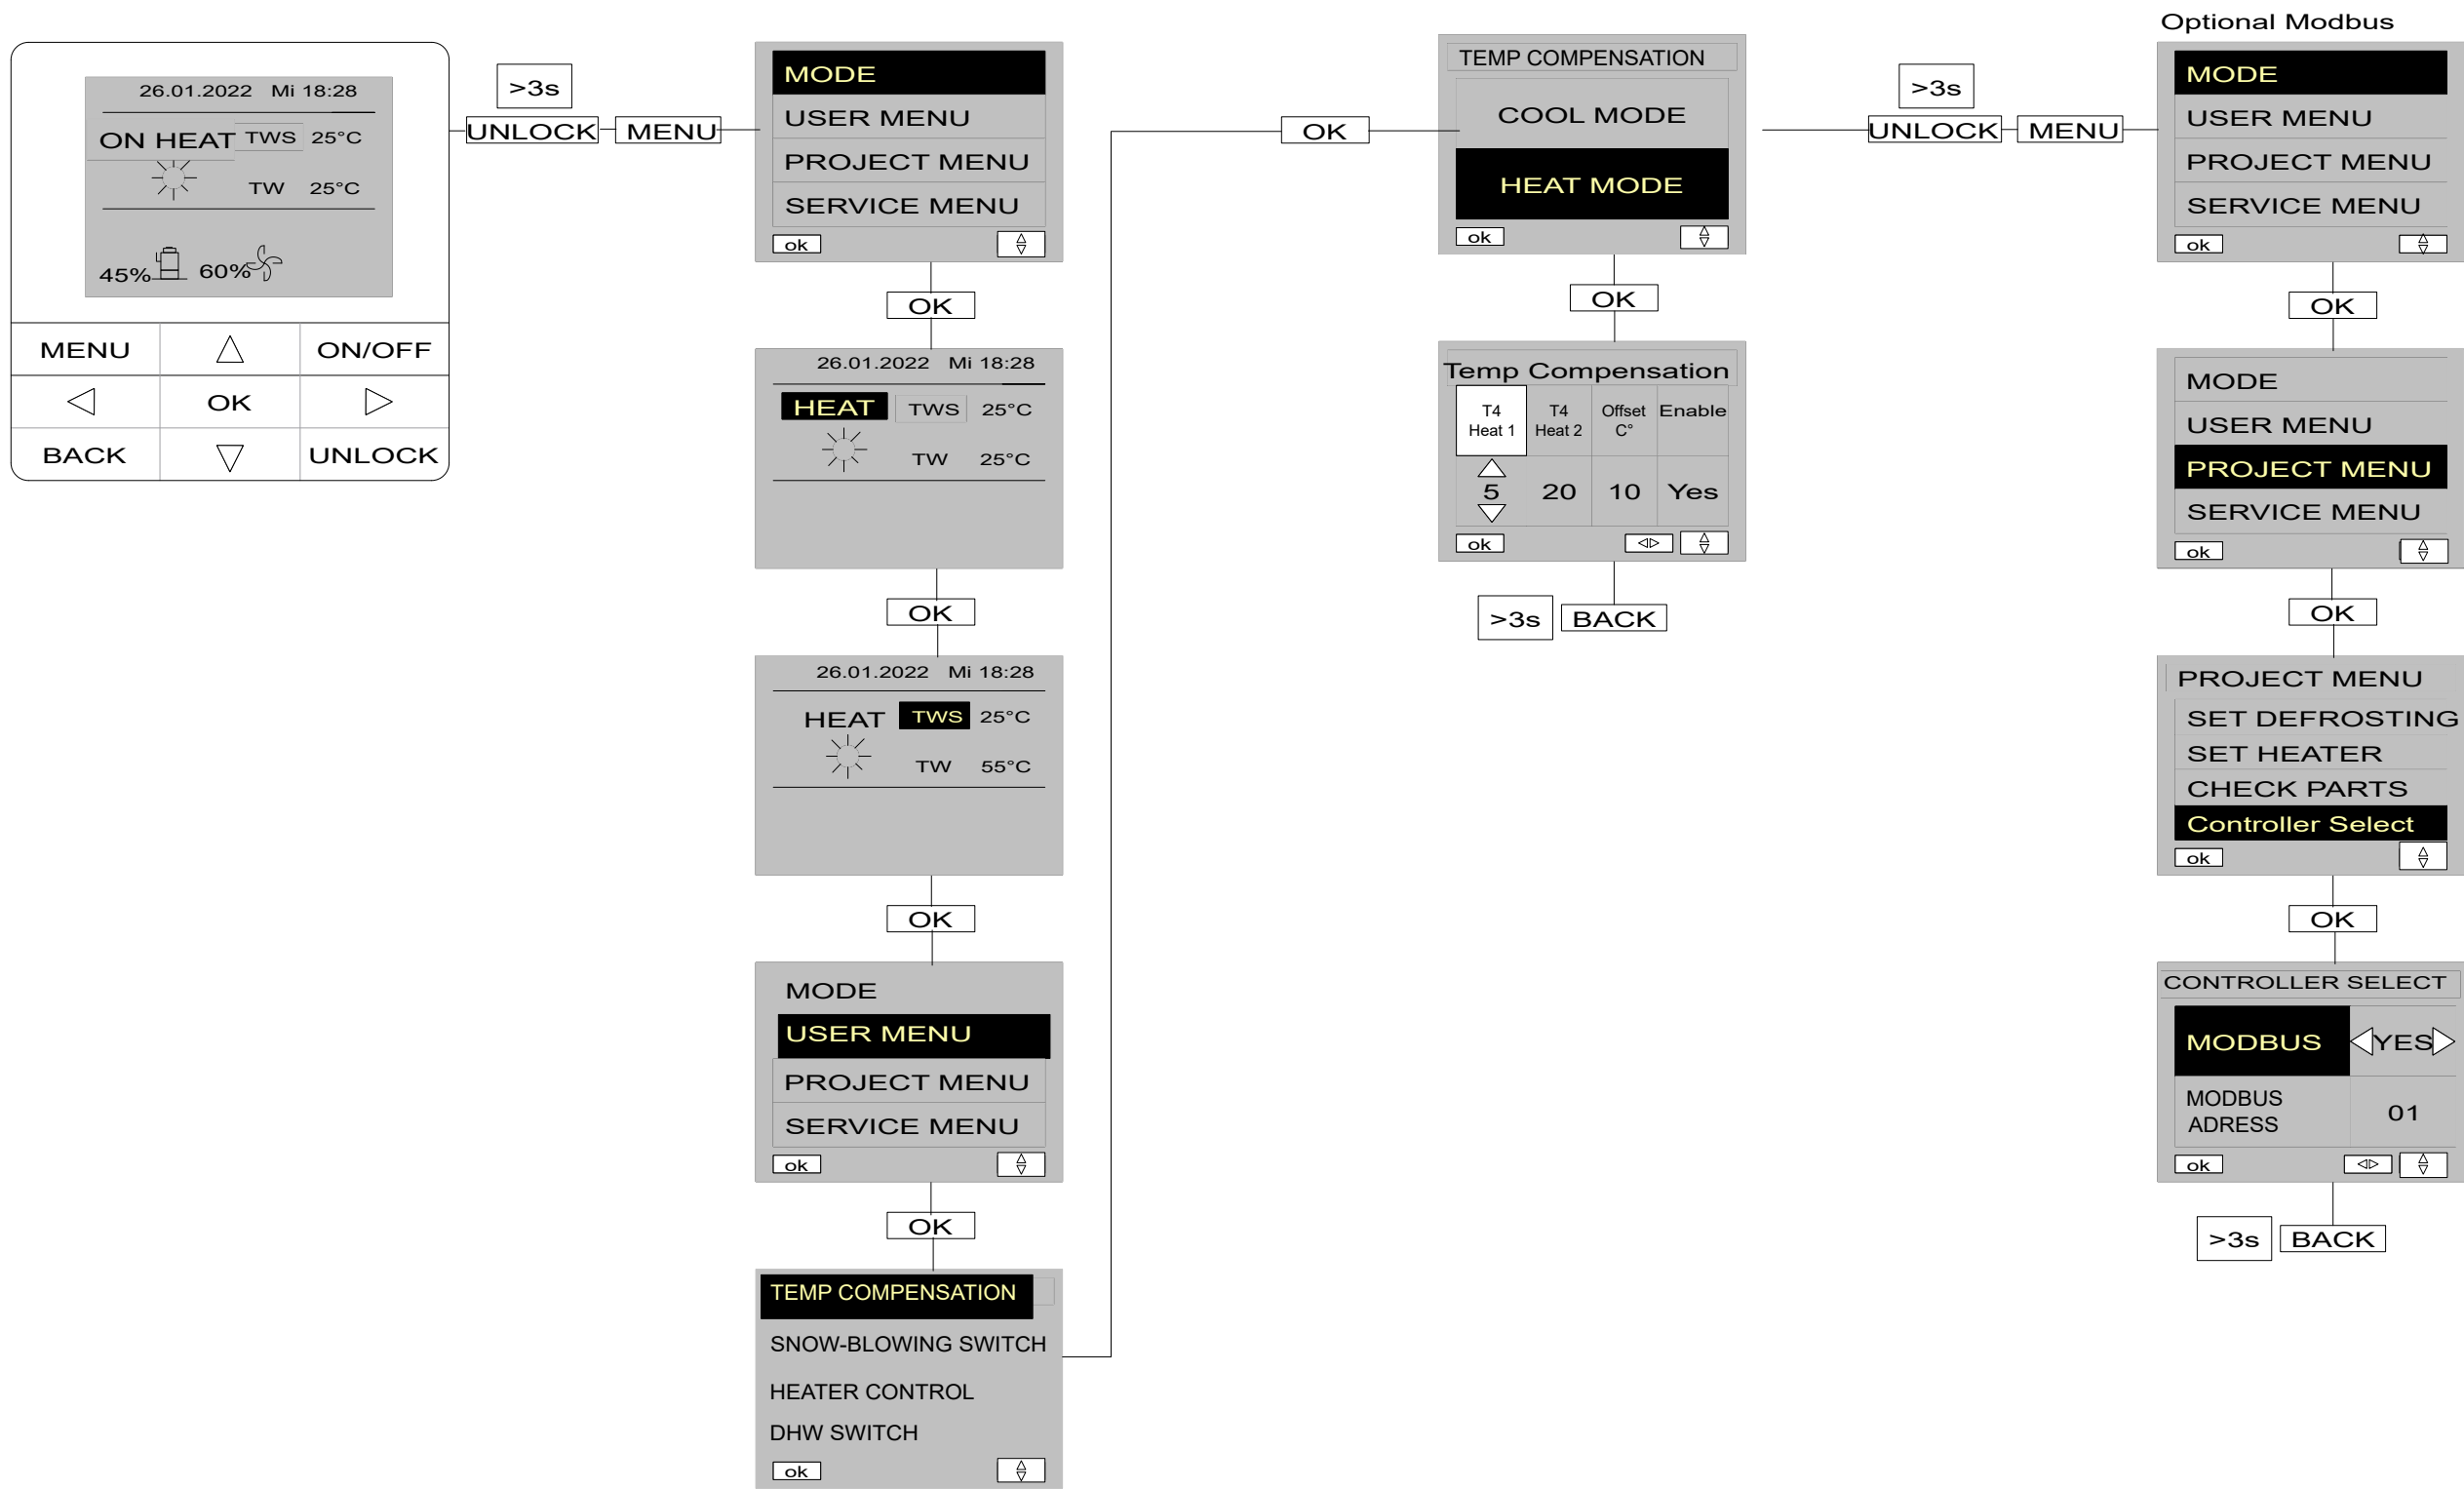 26.01.2022 Mi 18:28
ON HEAT TWS 25°C
TW 25°C
45% 60%
MENU ON/OFF
OK
BACK UNLOCK
>3s
UNLOCK MENU
MODE
USER MENU
PROJECT MENU
SERVICE MENU
ok
OK
26.01.2022 Mi 18:28
HEAT TWS 25°C
TW 25°C
OK
26.01.2022 Mi 18:28
HEAT TWS 25°C
TW 55°C
OK
MODE
USER MENU
PROJECT MENU
SERVICE MENU
ok
OK
TEMP COMPENSATION
SNOW-BLOWING SWITCH
HEATER CONTROL
DHW SWITCH
ok
OK
TEMP COMPENSATION
COOL MODE
HEAT MODE
ok
OK
Temp Compensation
T4 T4 Offset Enable
Heat 1 Heat 2 C°
5 20 10 Yes
ok
>3s BACK
>3s
UNLOCK MENU
Optional Modbus
MODE
USER MENU
PROJECT MENU
SERVICE MENU
ok
OK
MODE
USER MENU
PROJECT MENU
SERVICE MENU
ok
OK
PROJECT MENU
SET DEFROSTING
SET HEATER
CHECK PARTS
Controller Select
ok
OK
CONTROLLER SELECT
MODBUS YES
MODBUS
ADRESS 01
ok
>3s BACK